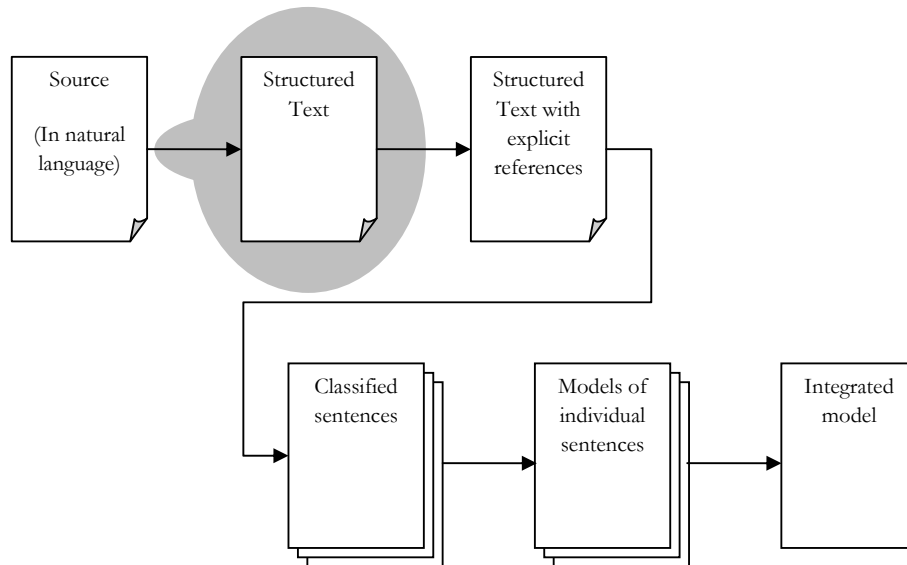 Source
(In natural
language)
Structured
Text
Structured
Text with
explicit
references
Classified
sentences
Models of
individual
sentences
Integrated
model